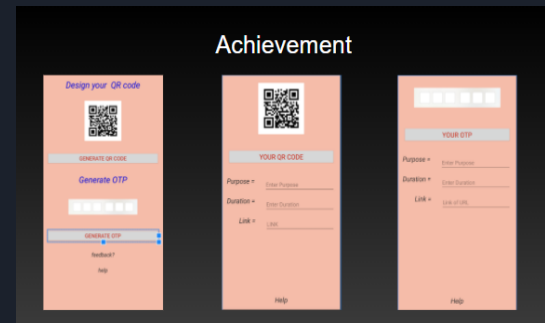 Achievement
Design your QR code
GENERATE QR CODE
Generate OTP
GENERATE OTP
feedback?
help
YOUR QR CODE
Purpose = Enter Purpose
Duration = Enter Duration
Link = LINK
Help
YOUR OTP
Purpose = Enter Purpose
Duration = Enter Duration
Link = Link of URL
Help